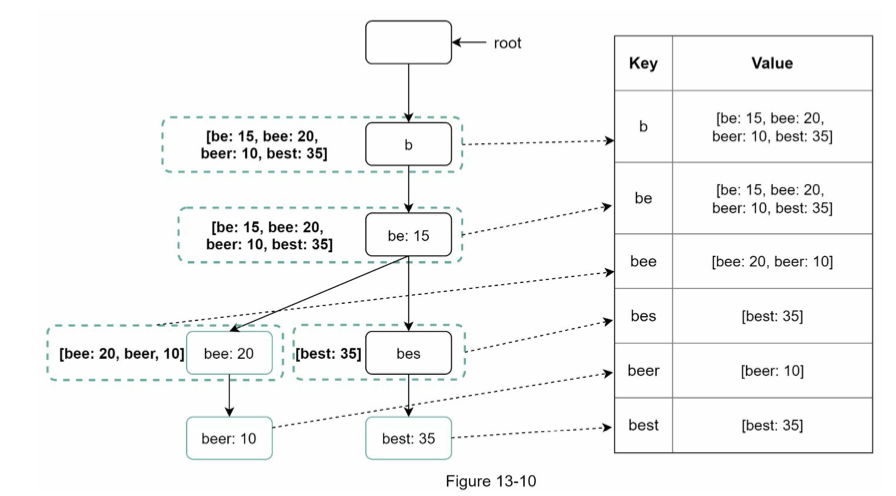 root
Key Value
[be: 15, bee: 20,
beer: 10, best: 35]
b
b
[be: 15, bee: 20,
beer: 10, best: 35]
[be: 15, bee: 20,
beer: 10, best: 35]
be: 15
be
[be: 15, bee: 20,
beer: 10, best: 35]
bee
[bee: 20, beer: 10]
[bee: 20, beer, 10]
bee: 20
[best: 35]
bes
bes
[best: 35]
beer
[beer: 10]
beer: 10
best: 35
best
[best: 35]
Figure 13-10